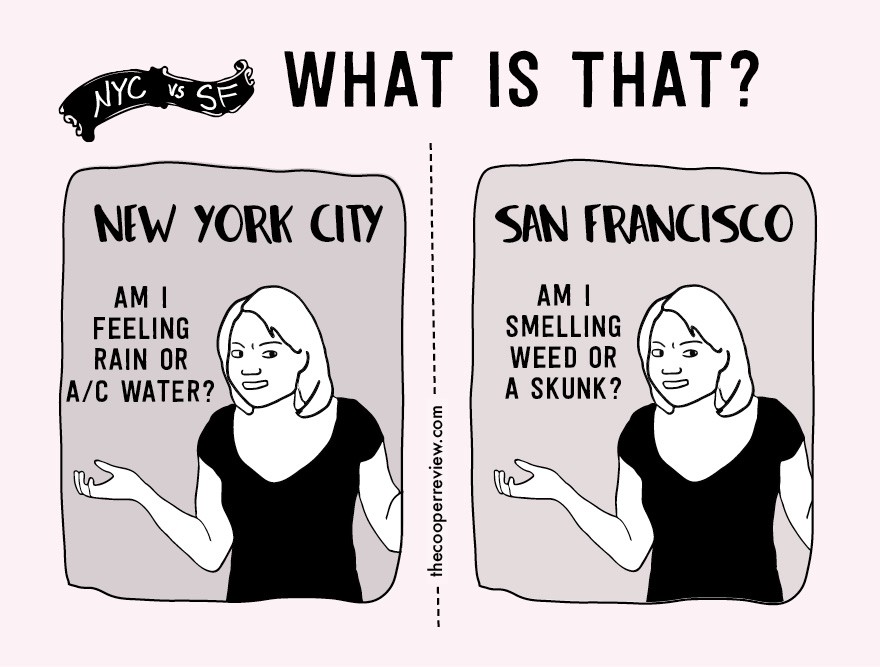 NYC VS SF
WHAT IS THAT?
NEW YORK CITY
AM I
FEELING
RAIN OR
A/C WATER?
thecooperreview.com
SAN FRANCISCO
AM I
SMELLING
WEED OR
A SKUNK?